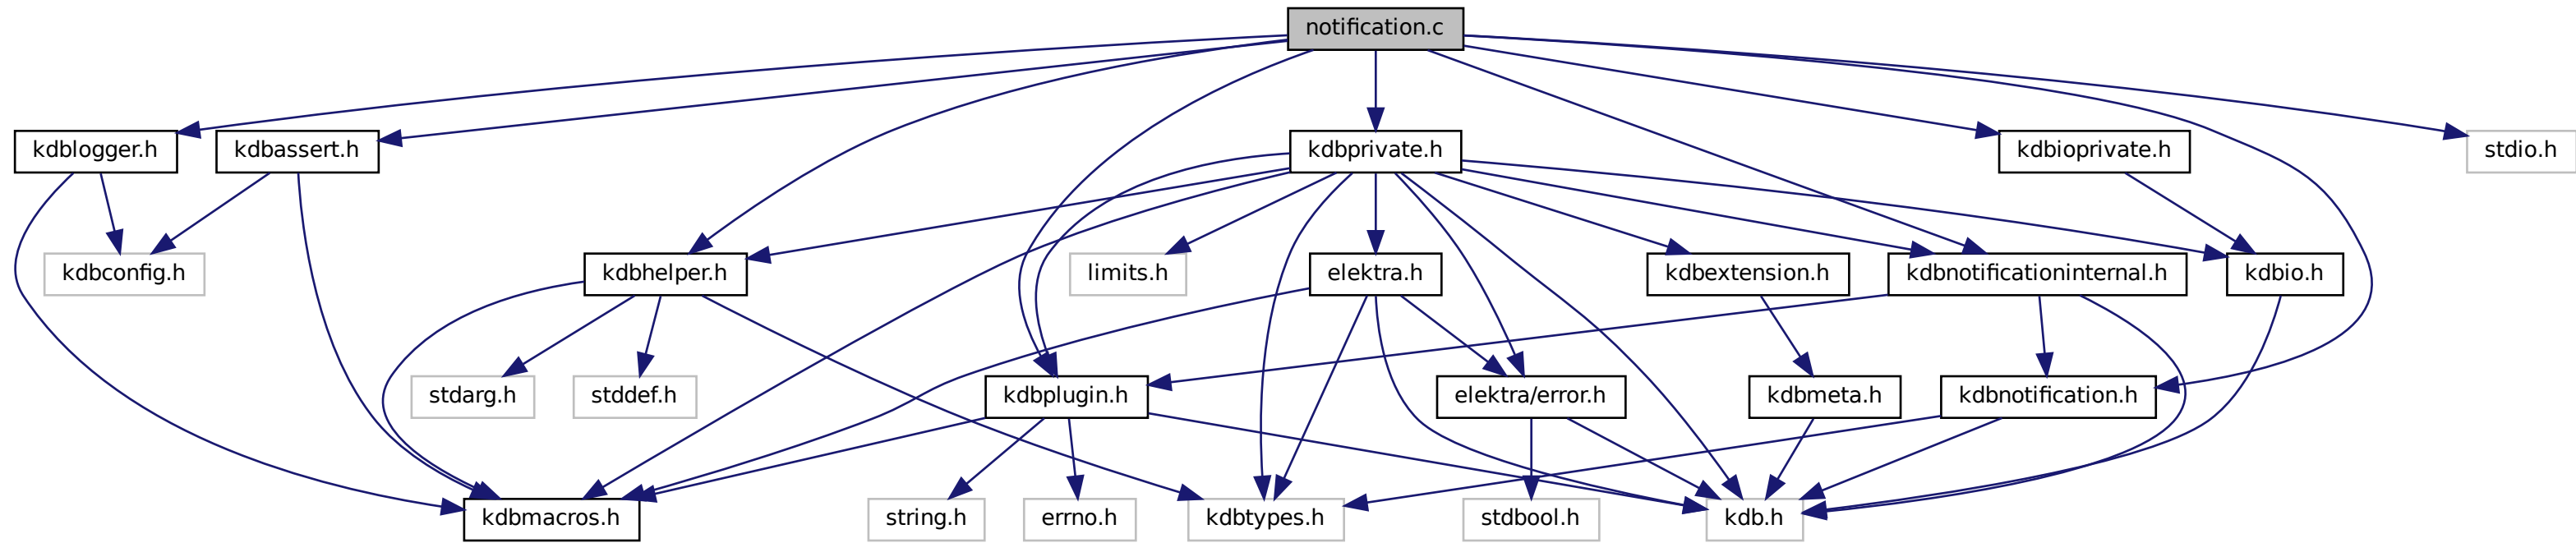 notification.c
kdblogger.h
kdbassert.h
kdbprivate.h
kdbioprivate.h
stdio.h
kdbconfig.h
kdbhelper.h
limits.h
elektra.h
kdbextension.h
kdbnotificationinternal.h
kdbio.h
stdarg.h
stddef.h
kdbplugin.h
elektra/error.h
kdbmeta.h
kdbnotification.h
kdbmacros.h
string.h
errno.h
kdbtypes.h
stdbool.h
kdb.h